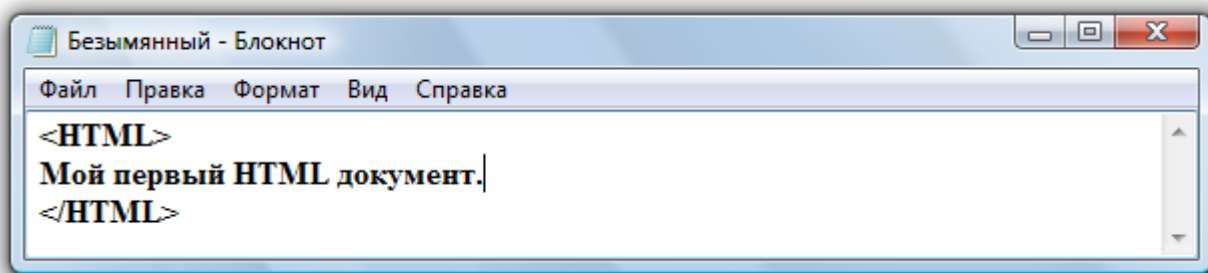 Безымянный - Блокнот
Файл Правка Формат Вид Справка
<HTML>
Мой первый HTML документ.
</HTML>